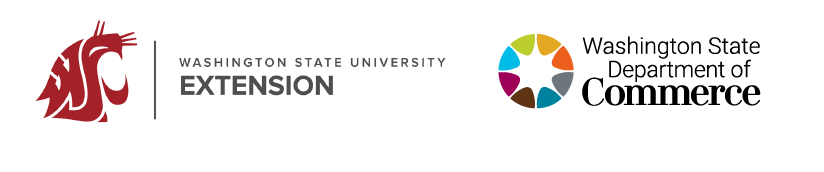 WASHINGTON STATE UNIVERSITY
EXTENSION
Washington State
Department of
Commerce